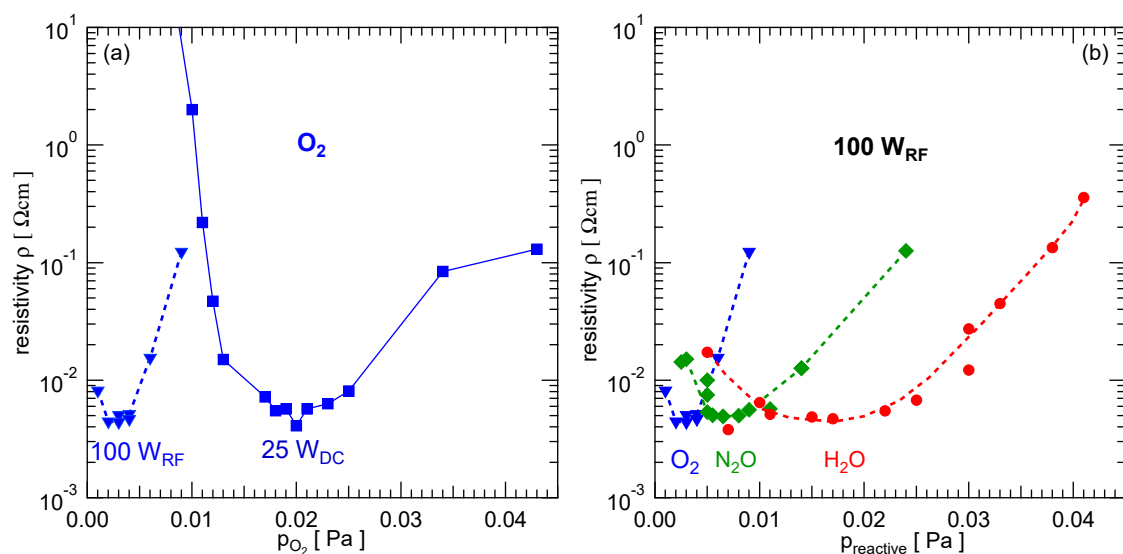 (a)
O₂
100 W_RF
25 W_DC
10¹
10⁰
10⁻¹
10⁻²
10⁻³
resistivity ρ [ Ωcm]
0.00 0.01 0.02 0.03 0.04
p_O₂ [ Pa]
(b)
100 W_RF
O₂ N₂O H₂O
10¹
10⁰
10⁻¹
10⁻²
10⁻³
resistivity ρ [ Ωcm]
0.00 0.01 0.02 0.03 0.04
p_reactive [ Pa]